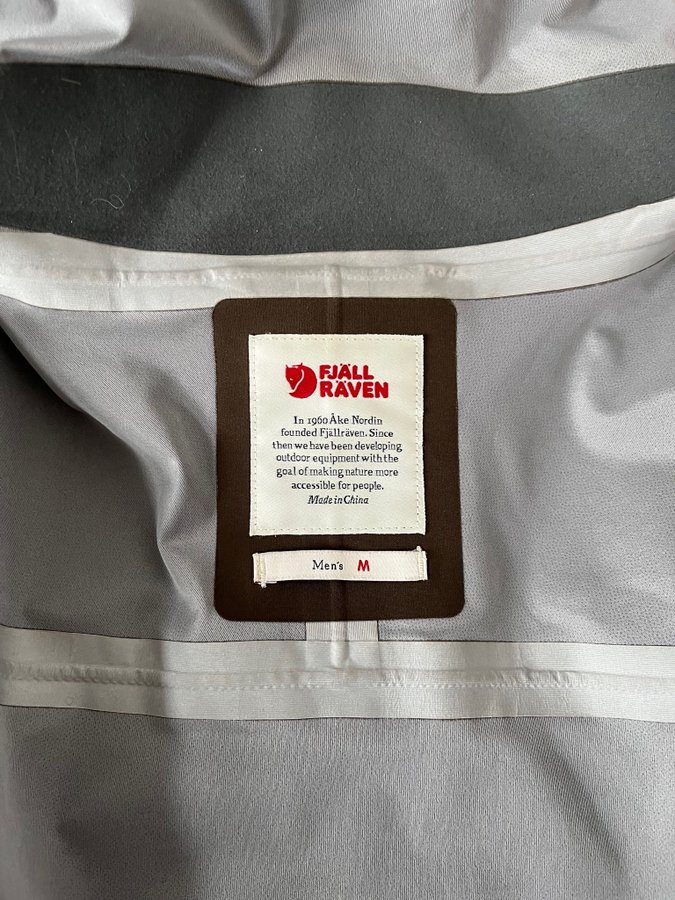 FJÄLL
RÄVEN
In 1960 Åke Nordin
founded Fjällräven. Since
then we have been developing
outdoor equipment with the
goal of making nature more
accessible for people.
Made in China
Men's M